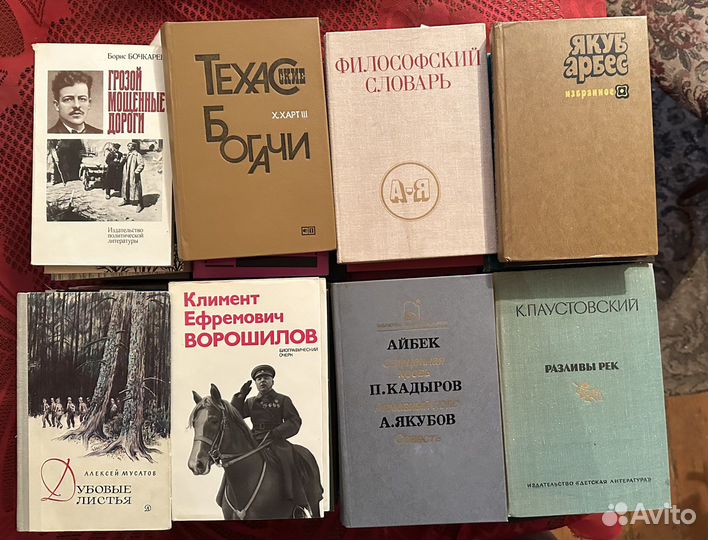 Борис БОЧКАРЕВ
ГРОЗОЙ
МОЩЕННЫЕ
ДОРОГИ
Издательство
политической
литературы
ТЕХАССКИЕ
Х. ХАРТ III
БОГАЧИ
ФИЛОСОФСКИЙ
СЛОВАРЬ
А-Я
ЯКУБ
АРБЕС
избранное
АЛЕКСЕЙ МУСАТОВ
ДУБОВЫЕ
ЛИСТЬЯ
Климент
Ефремович
ВОРОШИЛОВ
БИОГРАФИЧЕСКИЙ
ОЧЕРК
АЙБЕК
П.КАДЫРОВ
А.ЯКУБОВ
Совесть
К.ПАУСТОВСКИЙ
РАЗЛИВЫ РЕК
ИЗДАТЕЛЬСТВО «ДЕТСКАЯ ЛИТЕРАТУРА»
Avito